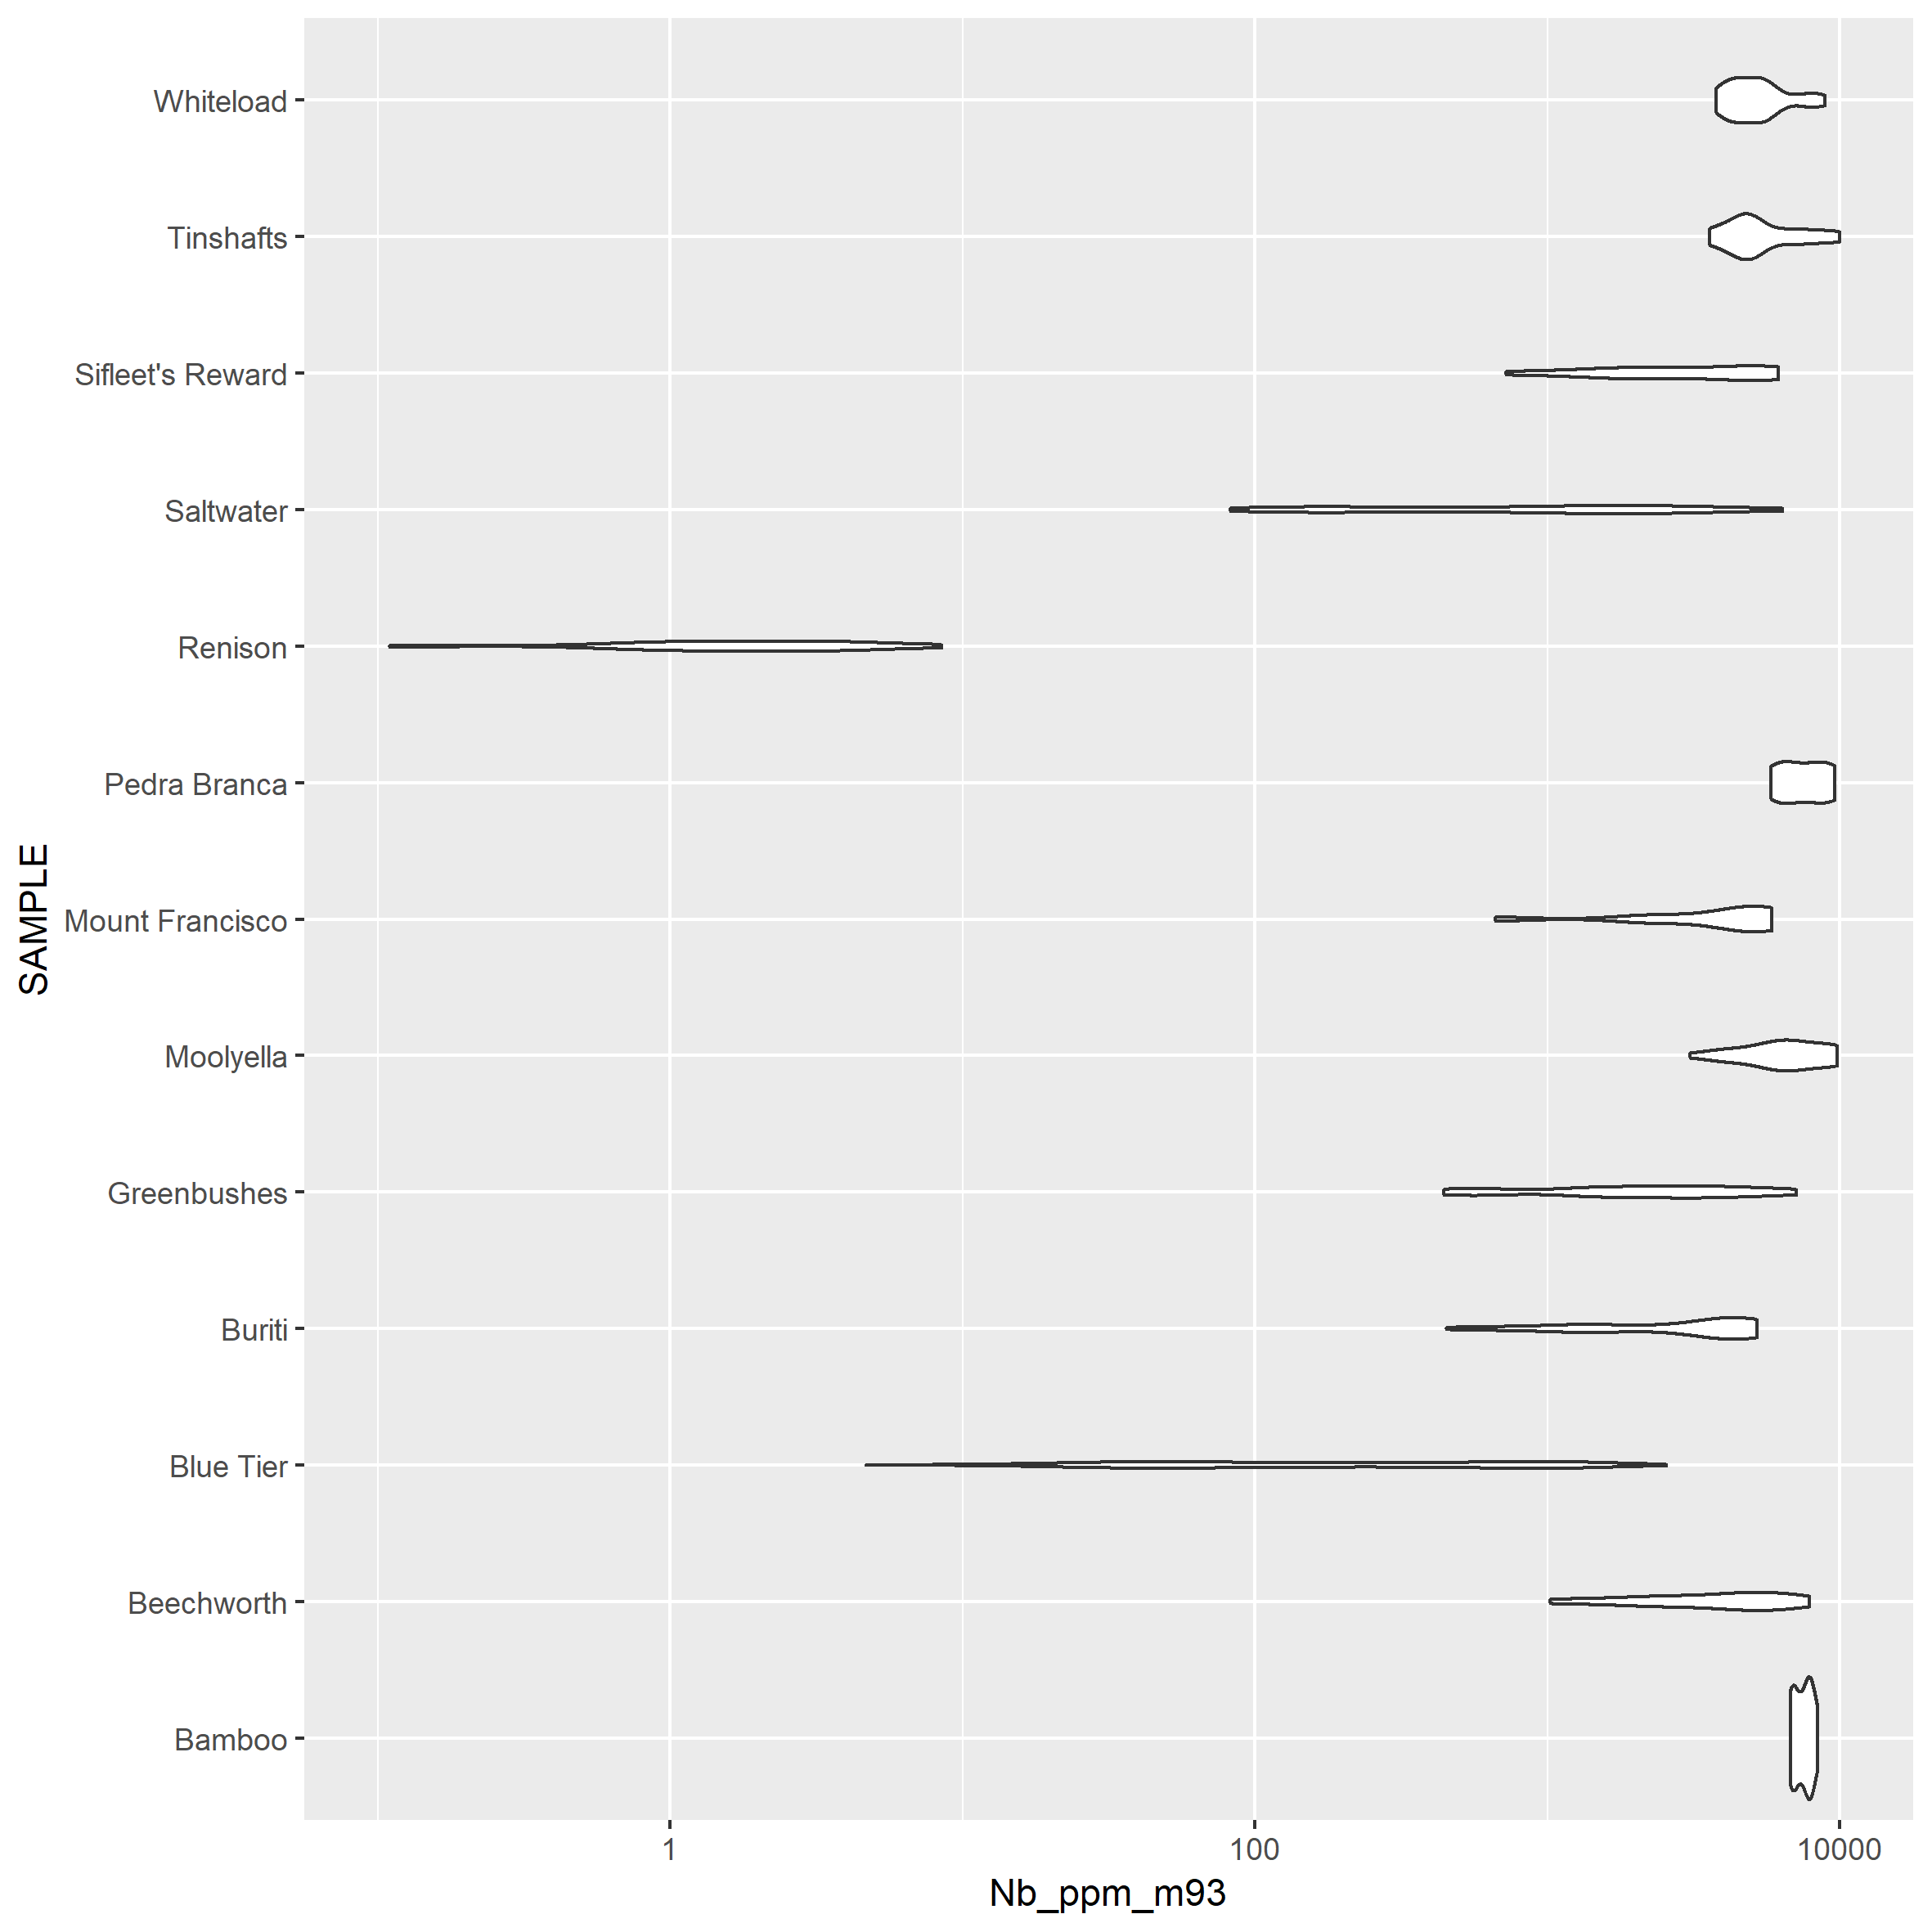 Whiteload
Tinshafts
Sifleet's Reward
Saltwater
Renison
Pedra Branca
Mount Francisco
Moolyella
Greenbushes
Buriti
Blue Tier
Beechworth
Bamboo
SAMPLE
1 100 10000
Nb_ppm_m93